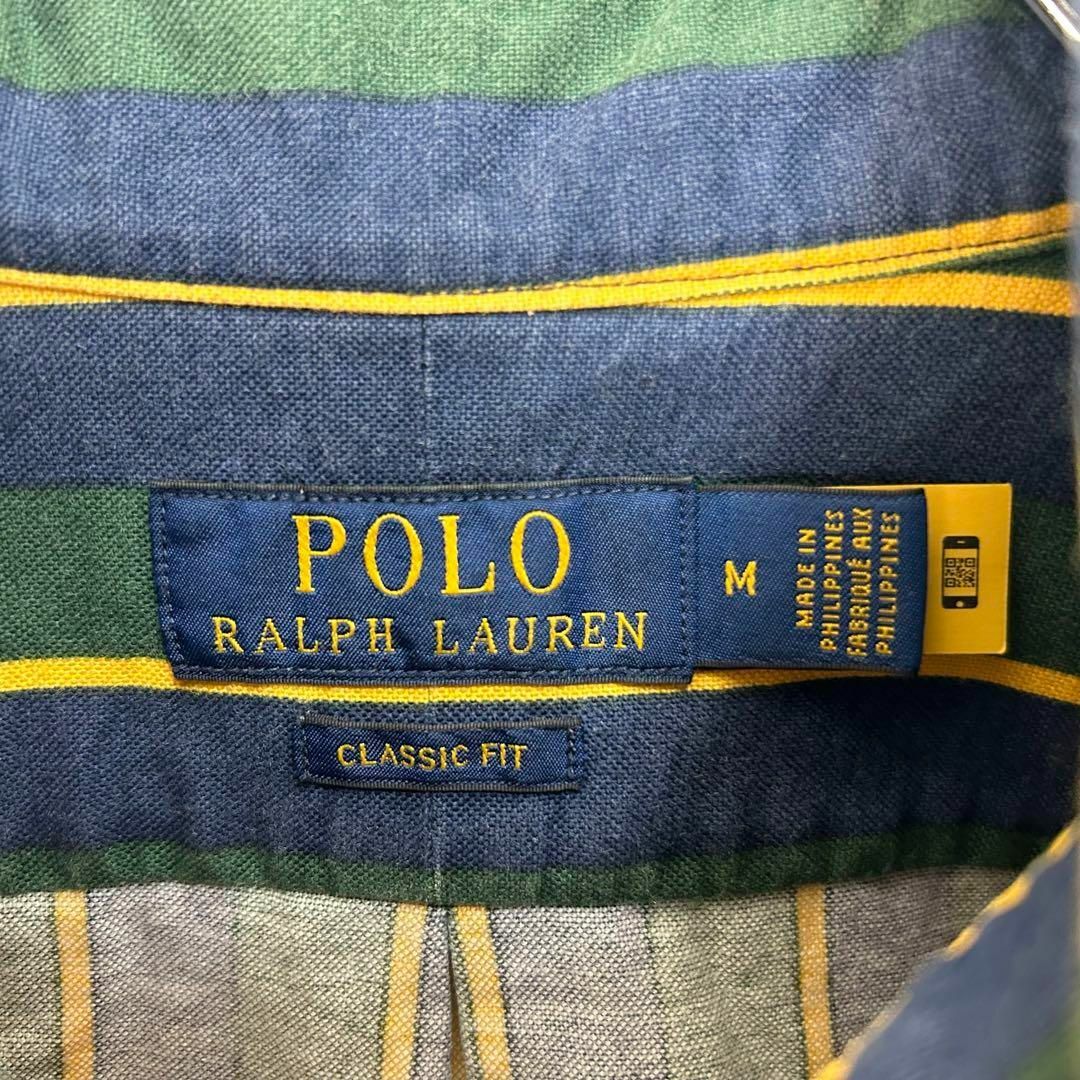 POLO
RALPH LAUREN
M
MADE IN
PHILIPPINES
FABRIQUÉ AUX
PHILIPPINES
CLASSIC FIT